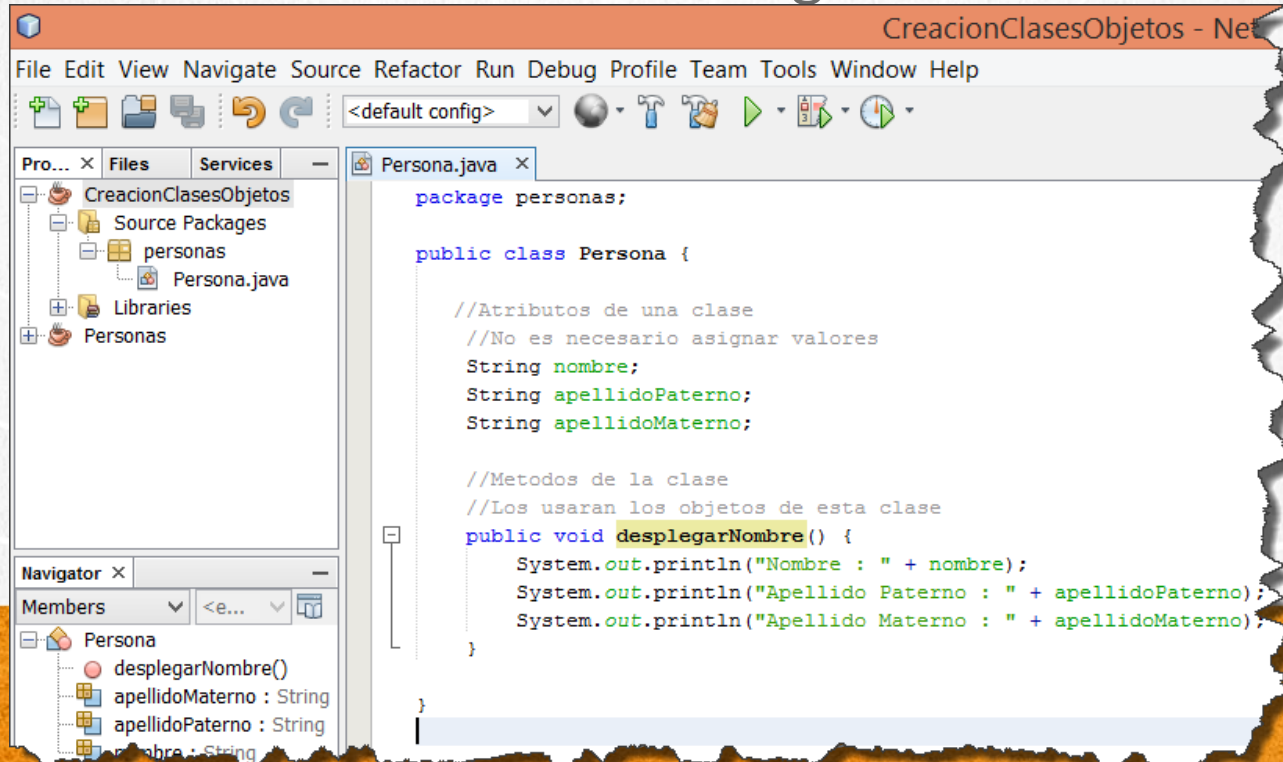 CreacionClasesObjetos - Net
File Edit View Navigate Source Refactor Run Debug Profile Team Tools Window Help
<default config>
Pro... × Files Services
Persona.java ×
CreacionClasesObjetos
Source Packages
personas
Persona.java
Libraries
Personas
package personas;
public class Persona {
//Atributos de una clase
//No es necesario asignar valores
String nombre;
String apellidoPaterno;
String apellidoMaterno;
//Metodos de la clase
//Los usaran los objetos de esta clase
public void desplegarNombre() {
System.out.println("Nombre : " + nombre);
System.out.println("Apellido Paterno : " + apellidoPaterno);
System.out.println("Apellido Materno : " + apellidoMaterno);
}
}
Navigator ×
Members <e...
Persona
desplegarNombre()
apellidoMaterno : String
apellidoPaterno : String
nombre : String